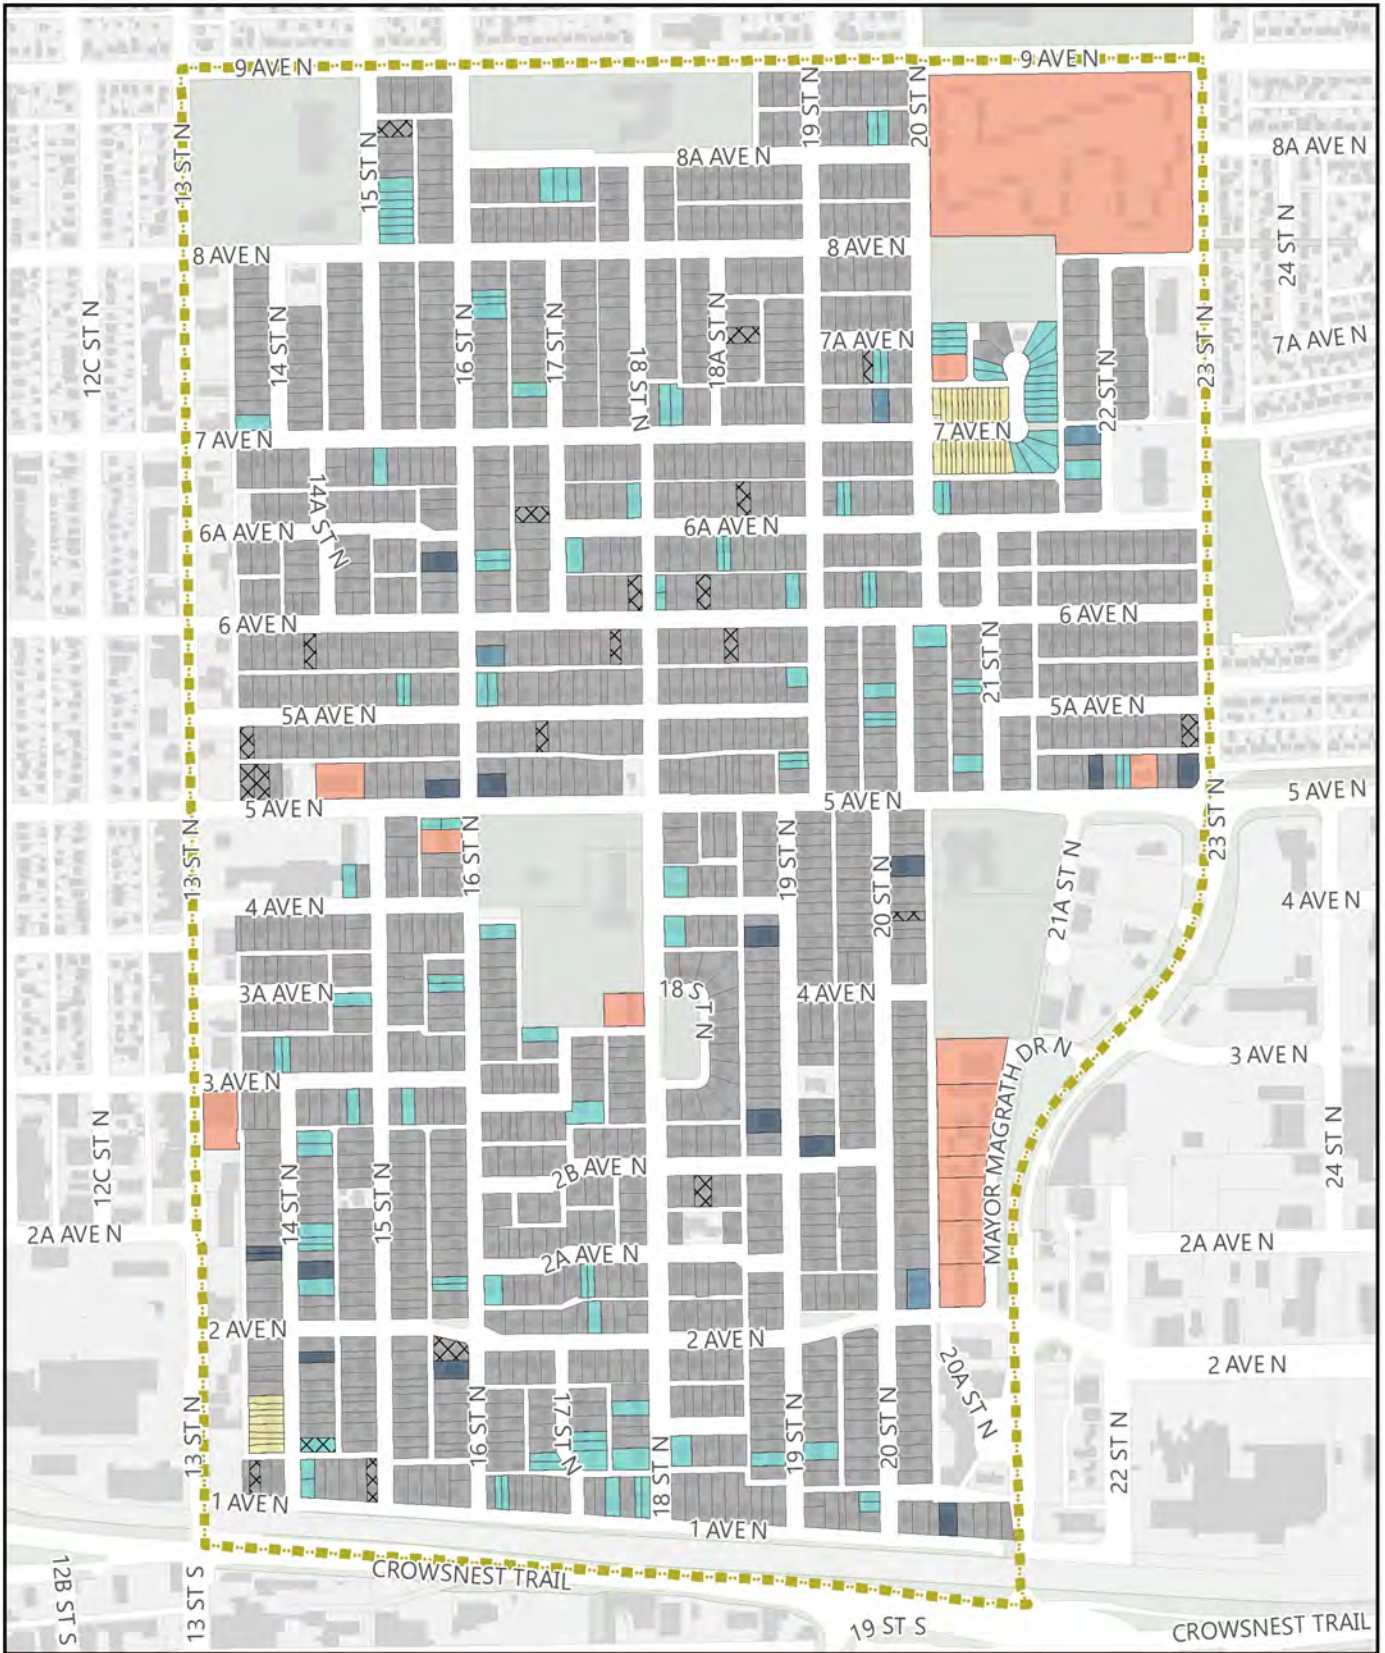 9 AVE N
9 AVE N
13 ST N
15 ST N
19 ST N
20 ST N
8A AVE N
8A AVE N
24 ST N
8 AVE N
8 AVE N
12C ST N
14 ST N
16 ST N
17 ST N
18 ST N
18A ST N
7A AVE N
22 ST N
23 ST N
7A AVE N
7 AVE N
7 AVE N
14A ST N
6A AVE N
6A AVE N
6 AVE N
6 AVE N
21 ST N
5A AVE N
5A AVE N
5 AVE N
5 AVE N
5 AVE N
13 ST N
16 ST N
19 ST N
20 ST N
21A ST N
23 ST N
4 AVE N
4 AVE N
3A AVE N
18 ST N
4 AVE N
3 AVE N
MAYOR MAGRATH DR N
3 AVE N
12C ST N
14 ST N
15 ST N
2B AVE N
24 ST N
2A AVE N
2A AVE N
2A AVE N
2 AVE N
2 AVE N
2 AVE N
13 ST N
16 ST N
17 ST N
18 ST N
19 ST N
20 ST N
20A ST N
22 ST N
1 AVE N
1 AVE N
12B ST S
13 ST S
CROWSNEST TRAIL
19 ST S
CROWSNEST TRAIL